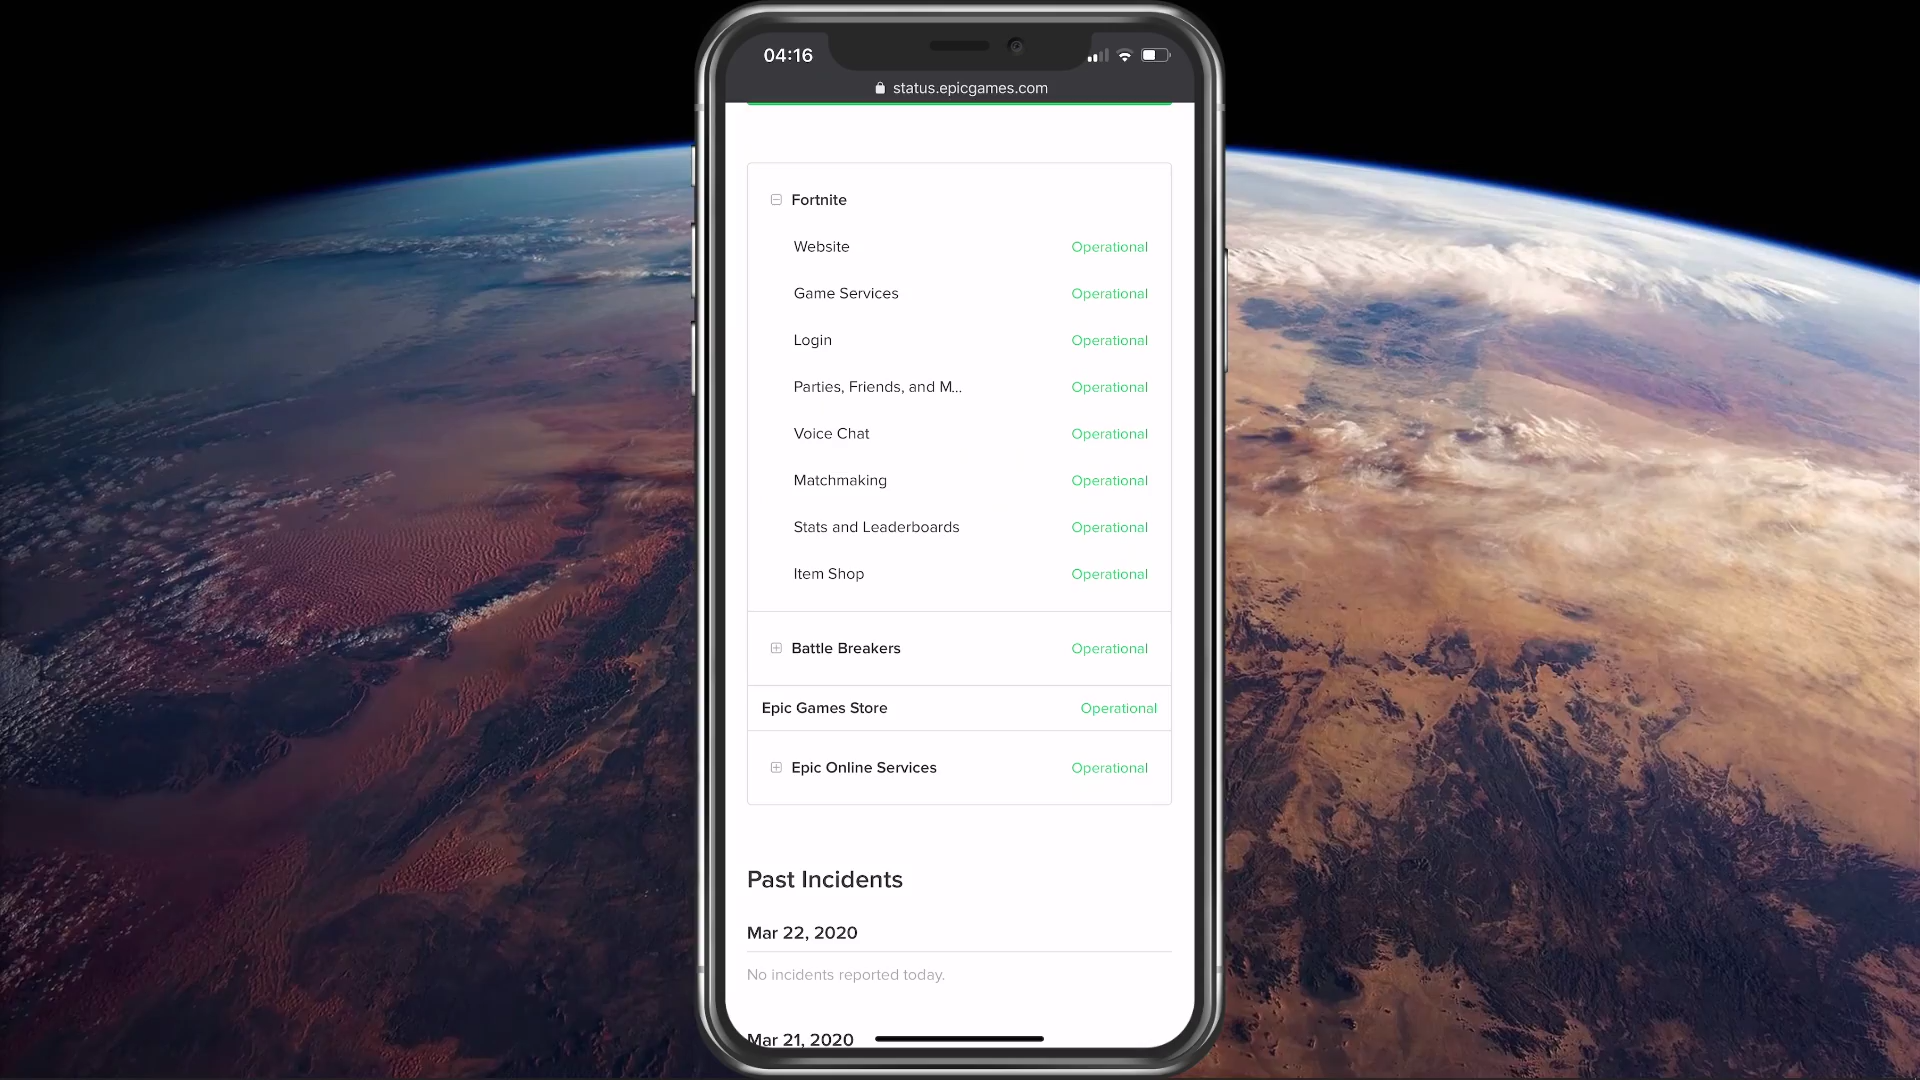 04:16
status.epicgames.com
Fortnite
Website Operational
Game Services Operational
Login Operational
Parties, Friends, and M... Operational
Voice Chat Operational
Matchmaking Operational
Stats and Leaderboards Operational
Item Shop Operational
Battle Breakers Operational
Epic Games Store Operational
Epic Online Services Operational
Past Incidents
Mar 22, 2020
No incidents reported today.
Mar 21, 2020